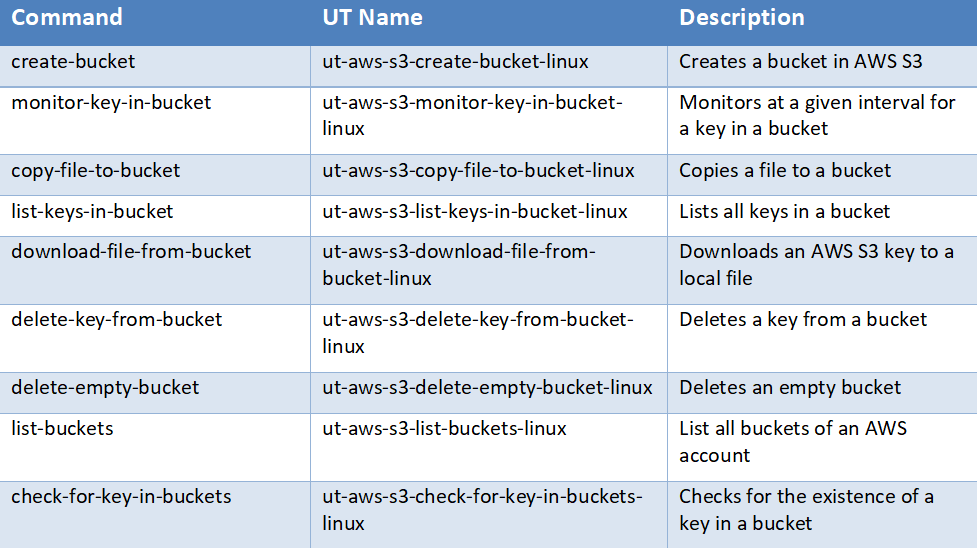 Command UT Name Description
create-bucket ut-aws-s3-create-bucket-linux Creates a bucket in AWS S3
monitor-key-in-bucket ut-aws-s3-monitor-key-in-bucket- Monitors at a given interval for
linux a key in a bucket
copy-file-to-bucket ut-aws-s3-copy-file-to-bucket-linux Copies a file to a bucket
list-keys-in-bucket ut-aws-s3-list-keys-in-bucket-linux Lists all keys in a bucket
download-file-from-bucket ut-aws-s3-download-file-from- Downloads an AWS S3 key to a
bucket-linux local file
delete-key-from-bucket ut-aws-s3-delete-key-from-bucket- Deletes a key from a bucket
linux
delete-empty-bucket ut-aws-s3-delete-empty-bucket-linux Deletes an empty bucket
list-buckets ut-aws-s3-list-buckets-linux List all buckets of an AWS
account
check-for-key-in-buckets ut-aws-s3-check-for-key-in-buckets- Checks for the existence of a
linux key in a bucket